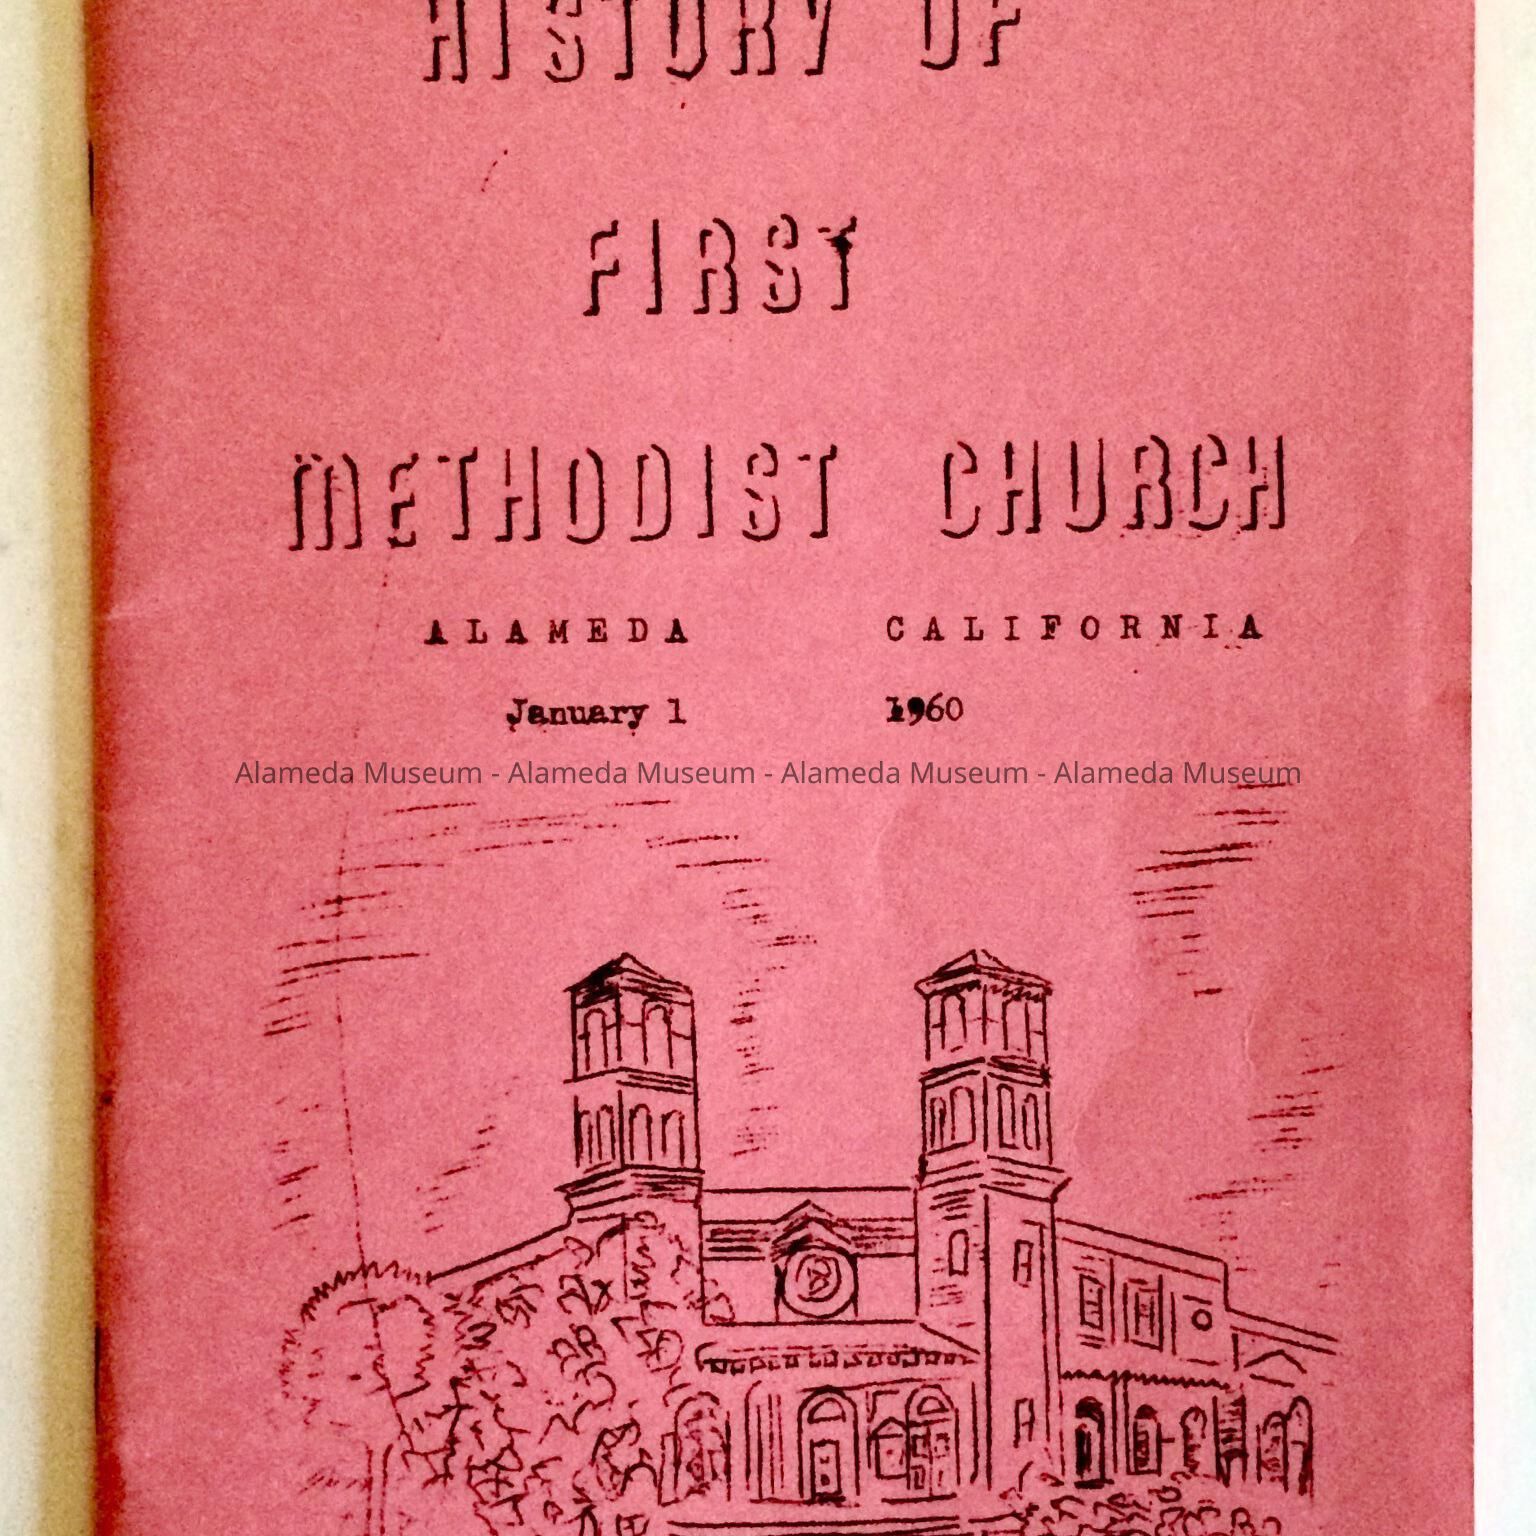 HISTORY OF
FIRST
METHODIST CHURCH
ALAMEDA CALIFORNIA
January 1 1960
Alameda Museum - Alameda Museum - Alameda Museum - Alameda Museum